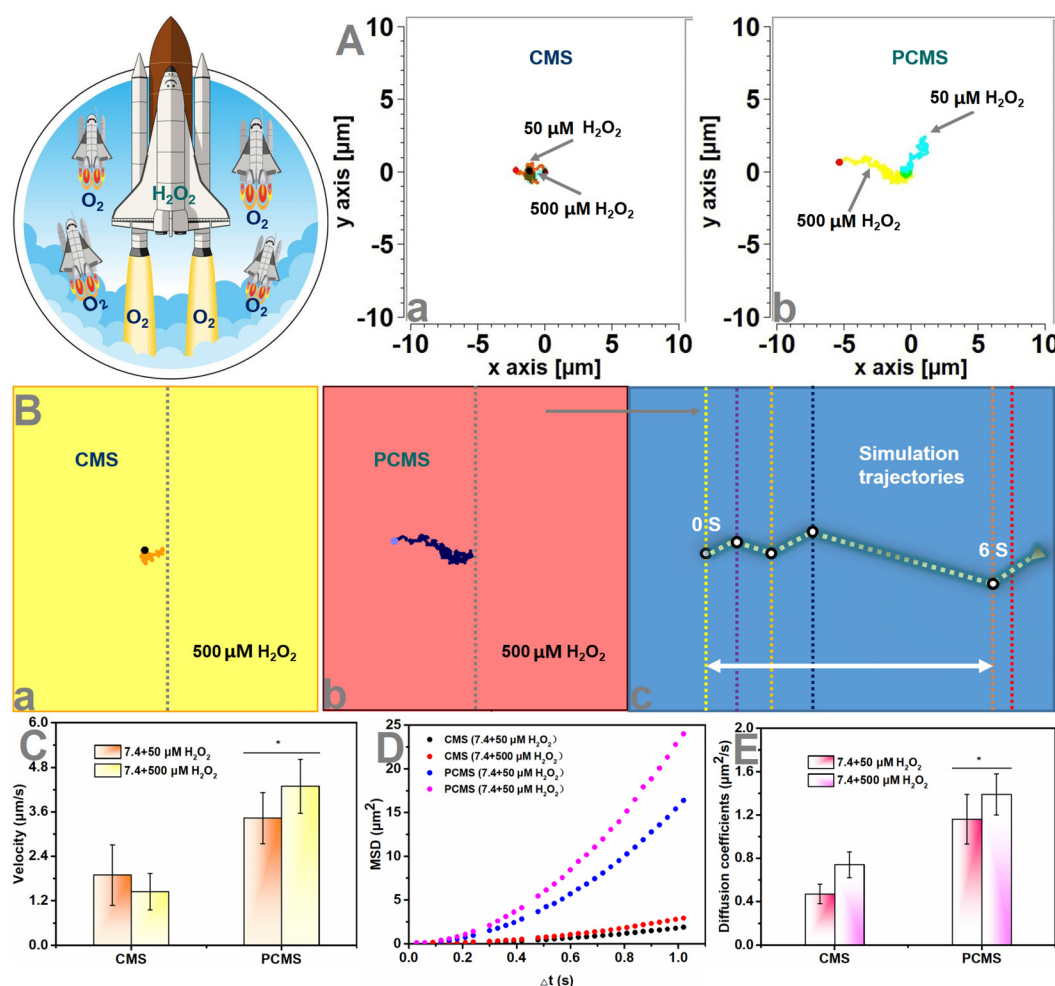 H₂O₂
O₂
O₂
O₂
O₂
O₂
O₂
A
CMS
50 µM H₂O₂
500 µM H₂O₂
a
y axis [µm]
10
5
0
-5
-10
-10
-5
0
5
10
x axis [µm]
PCMS
50 µM H₂O₂
500 µM H₂O₂
b
y axis [µm]
10
5
0
-5
-10
-10
-5
0
5
10
x axis [µm]
B
CMS
500 µM H₂O₂
a
PCMS
500 µM H₂O₂
b
Simulation
trajectories
0 S
6 S
c
C
7.4+50 µM H₂O₂
7.4+500 µM H₂O₂
*
Velocity (µm/s)
6.0
4.8
3.6
2.4
1.2
0.0
CMS
PCMS
D
CMS (7.4+50 µM H₂O₂)
CMS (7.4+500 µM H₂O₂)
PCMS (7.4+50 µM H₂O₂)
PCMS (7.4+50 µM H₂O₂)
MSD (µm²)
25
20
15
10
5
0
0.0
0.2
0.4
0.6
0.8
1.0
△t (s)
E
7.4+50 µM H₂O₂
7.4+500 µM H₂O₂
*
Diffusion coefficients (µm²/s)
2.0
1.6
1.2
0.8
0.4
0.0
CMS
PCMS